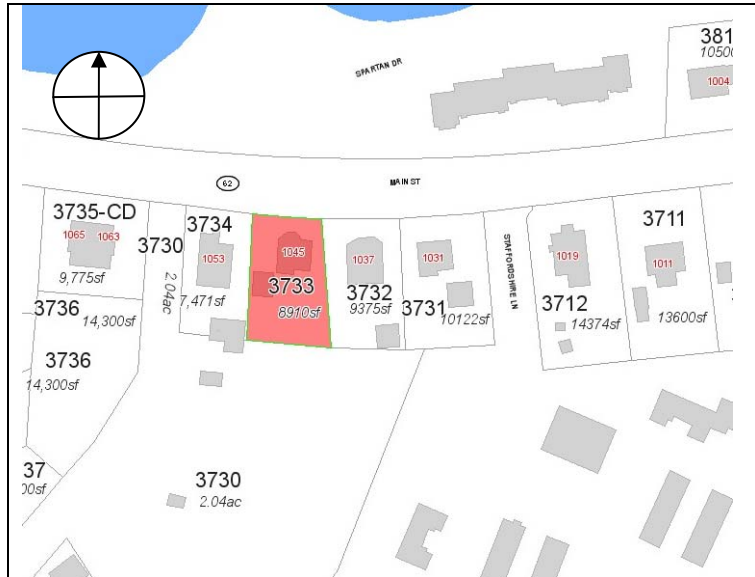 381
10500
1004
SPARTAN DR
62
MAIN ST
3735-CD
1065 1063
9,775sf
3730
2.04ac
3734
1053
7,471sf
1045
3733
8910sf
1037
3732
9375sf
1031
3731
10122sf
STAFFORDSHIRE LN
1019
3712
14374sf
3711
1011
13600sf
3736
14,300sf
3736
14,300sf
37
00sf
3730
2.04ac